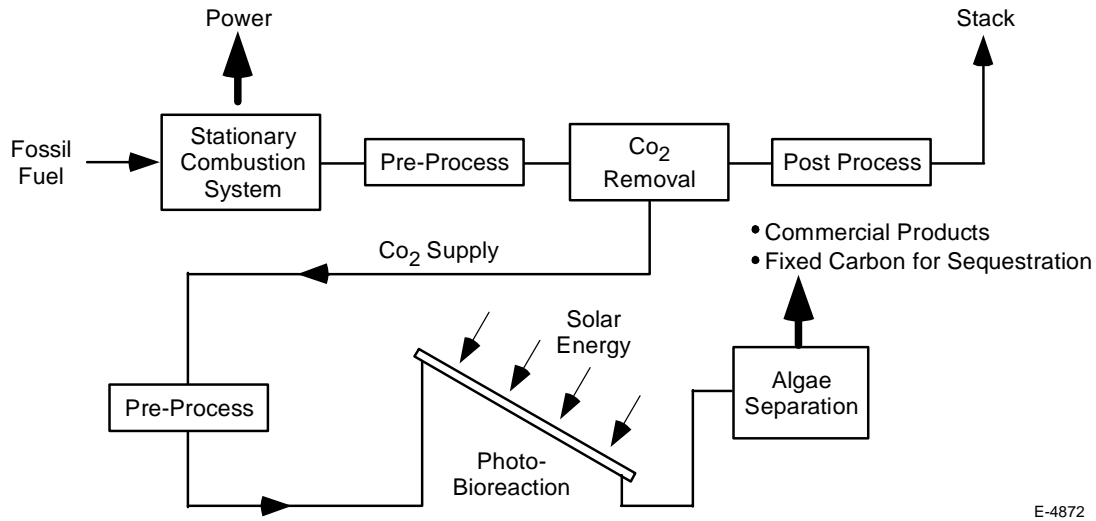 Power
Stack
Fossil
Fuel
Stationary
Combustion
System
Pre-Process
Co2
Removal
Post Process
• Commercial Products
• Fixed Carbon for Sequestration
Co2 Supply
Solar
Energy
Pre-Process
Algae
Separation
Photo-
Bioreaction
E-4872